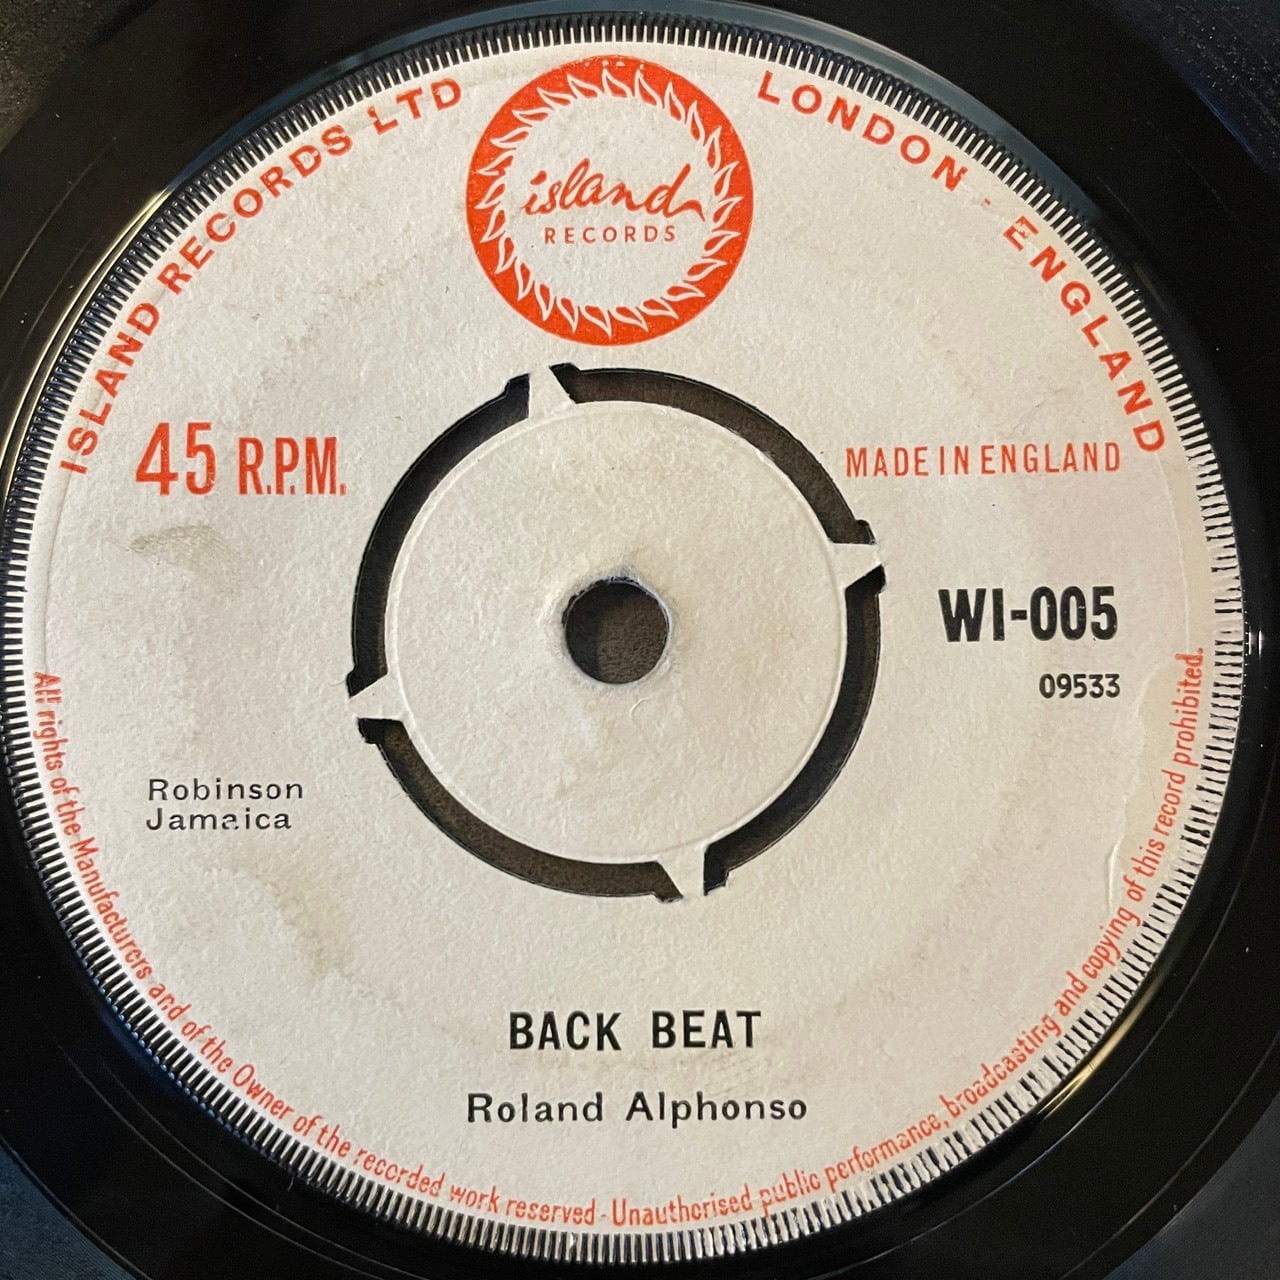 ISLAND RECORDS LTD
LONDON - ENGLAND
island
RECORDS
45 R.P.M.
MADE IN ENGLAND
WI-005
09533
Robinson
Jamaica
BACK BEAT
Roland Alphonso
All rights of the Manufacturers and of the Owner of the recorded work reserved - Unauthorised public performance, broadcasting and copying of this record prohibited.